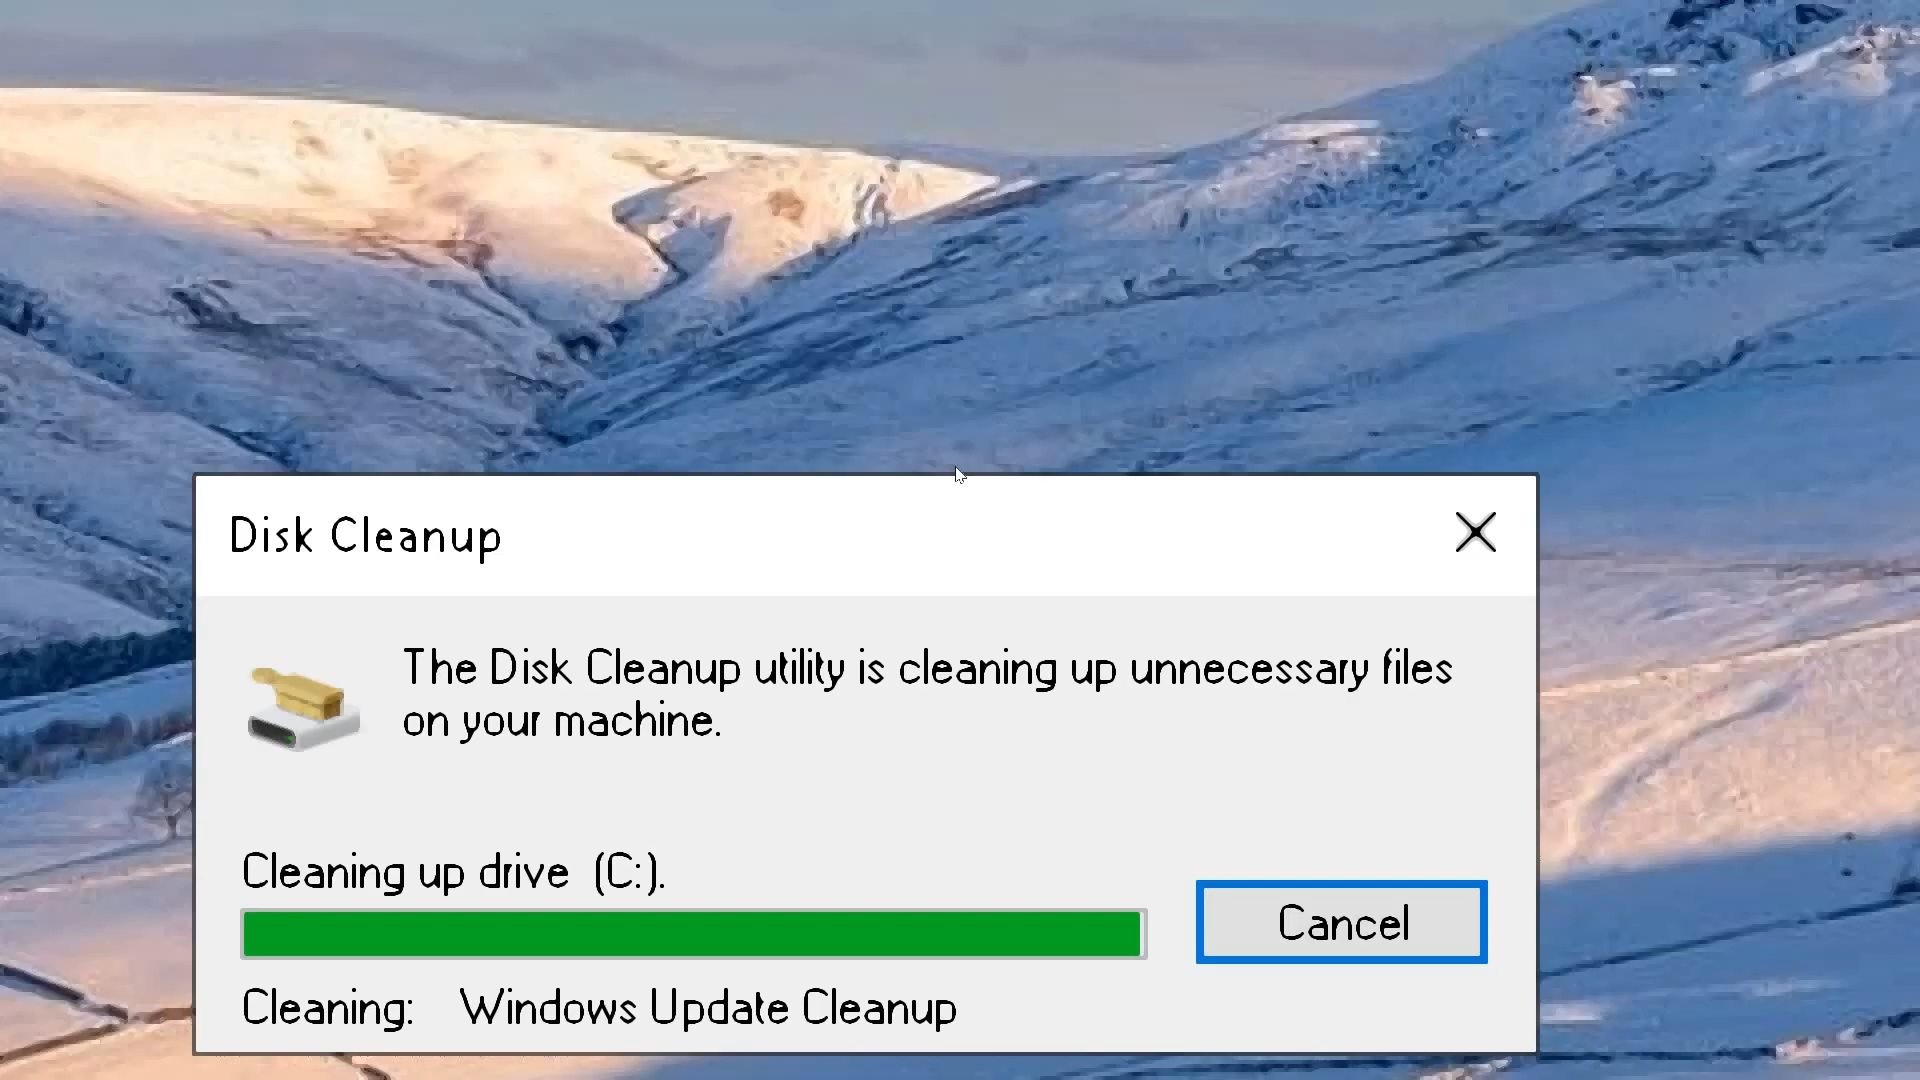 Disk Cleanup
The Disk Cleanup utility is cleaning up unnecessary files
on your machine.
Cleaning up drive (C:).
Cancel
Cleaning: Windows Update Cleanup